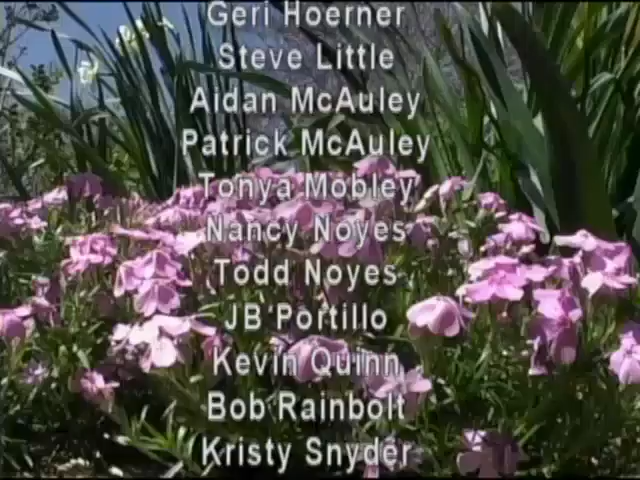 Geri Hoerner
Steve Little
Aidan McAuley
Patrick McAuley
Tonya Mobley
Nancy Noyes
Todd Noyes
JB Portillo
Kevin Quinn
Bob Rainbolt
Kristy Snyder